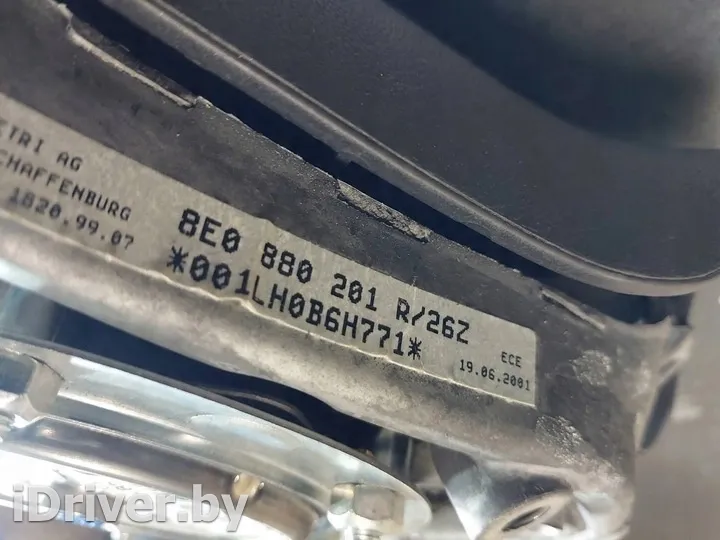 ETRI AG
CHAFFENBURG
1820.99.07
8E0 880 201 R/26Z
*001LH0B6H771*
ECE
19.06.2001
iDriver.by